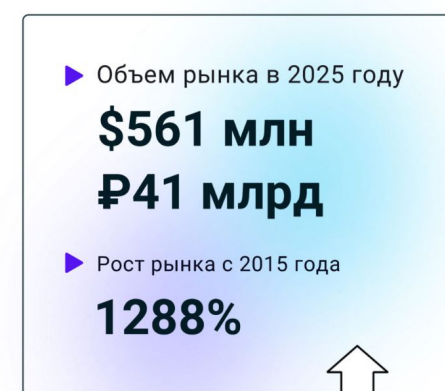 Объем рынка в 2025 году
$561 млн
₽41 млрд
Рост рынка с 2015 года
1288%